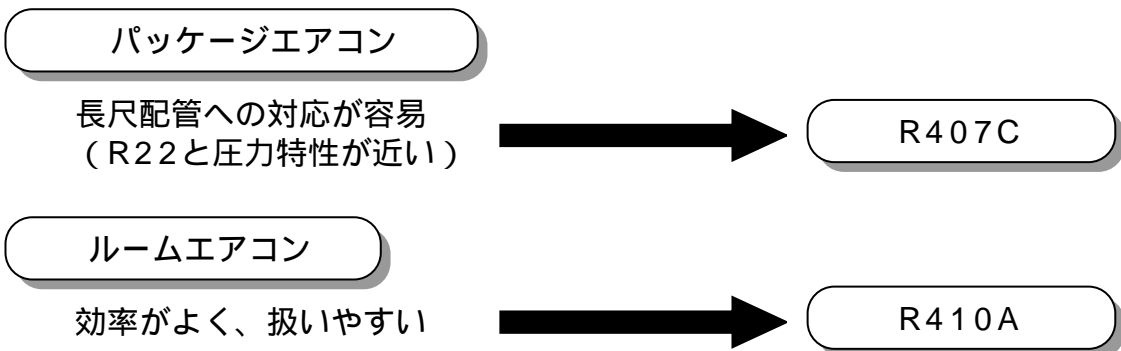 パッケージエアコン
長尺配管への対応が容易
(R22と圧力特性が近い)
R407C
ルームエアコン
効率がよく、扱いやすい
R410A